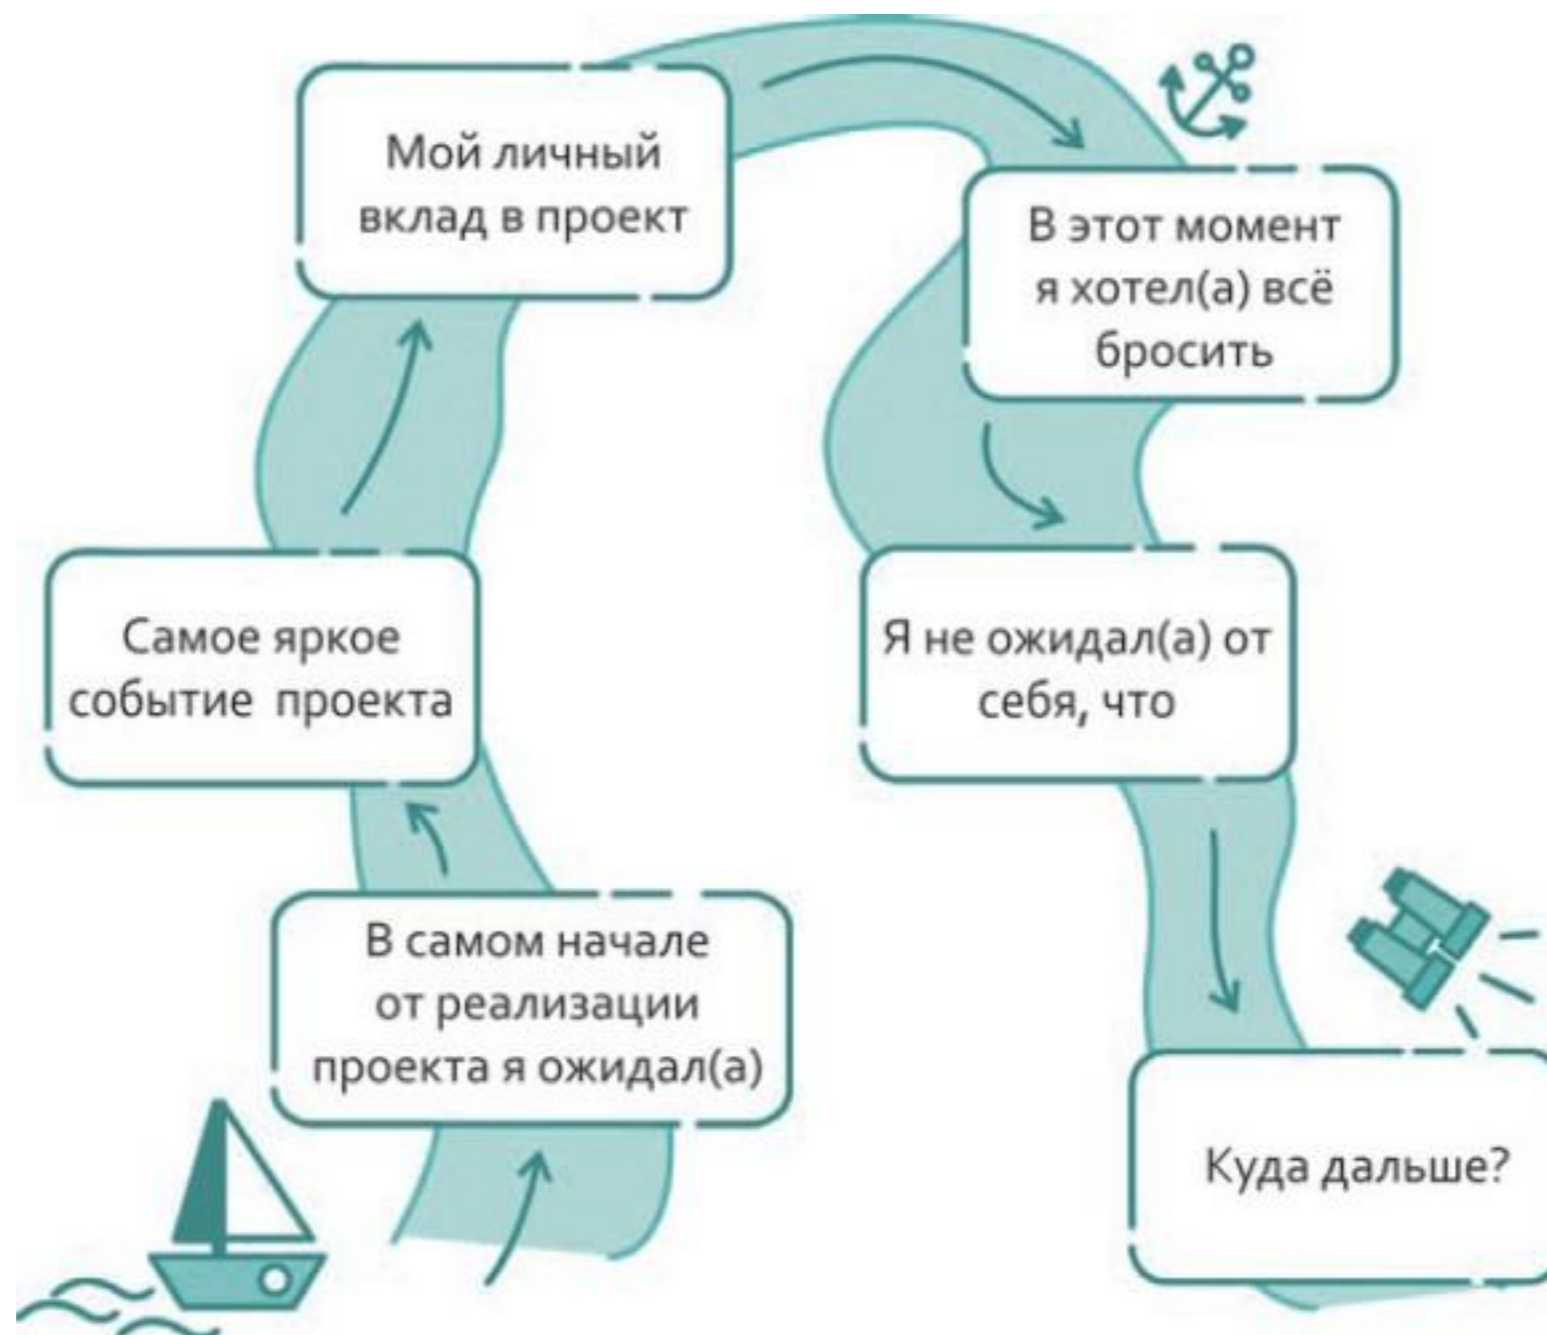 Мой личный
вклад в проект
В этот момент
я хотел(а) всё
бросить
Самое яркое
событие проекта
Я не ожидал(а) от
себя, что
В самом начале
от реализации
проекта я ожидал(а)
Куда дальше?